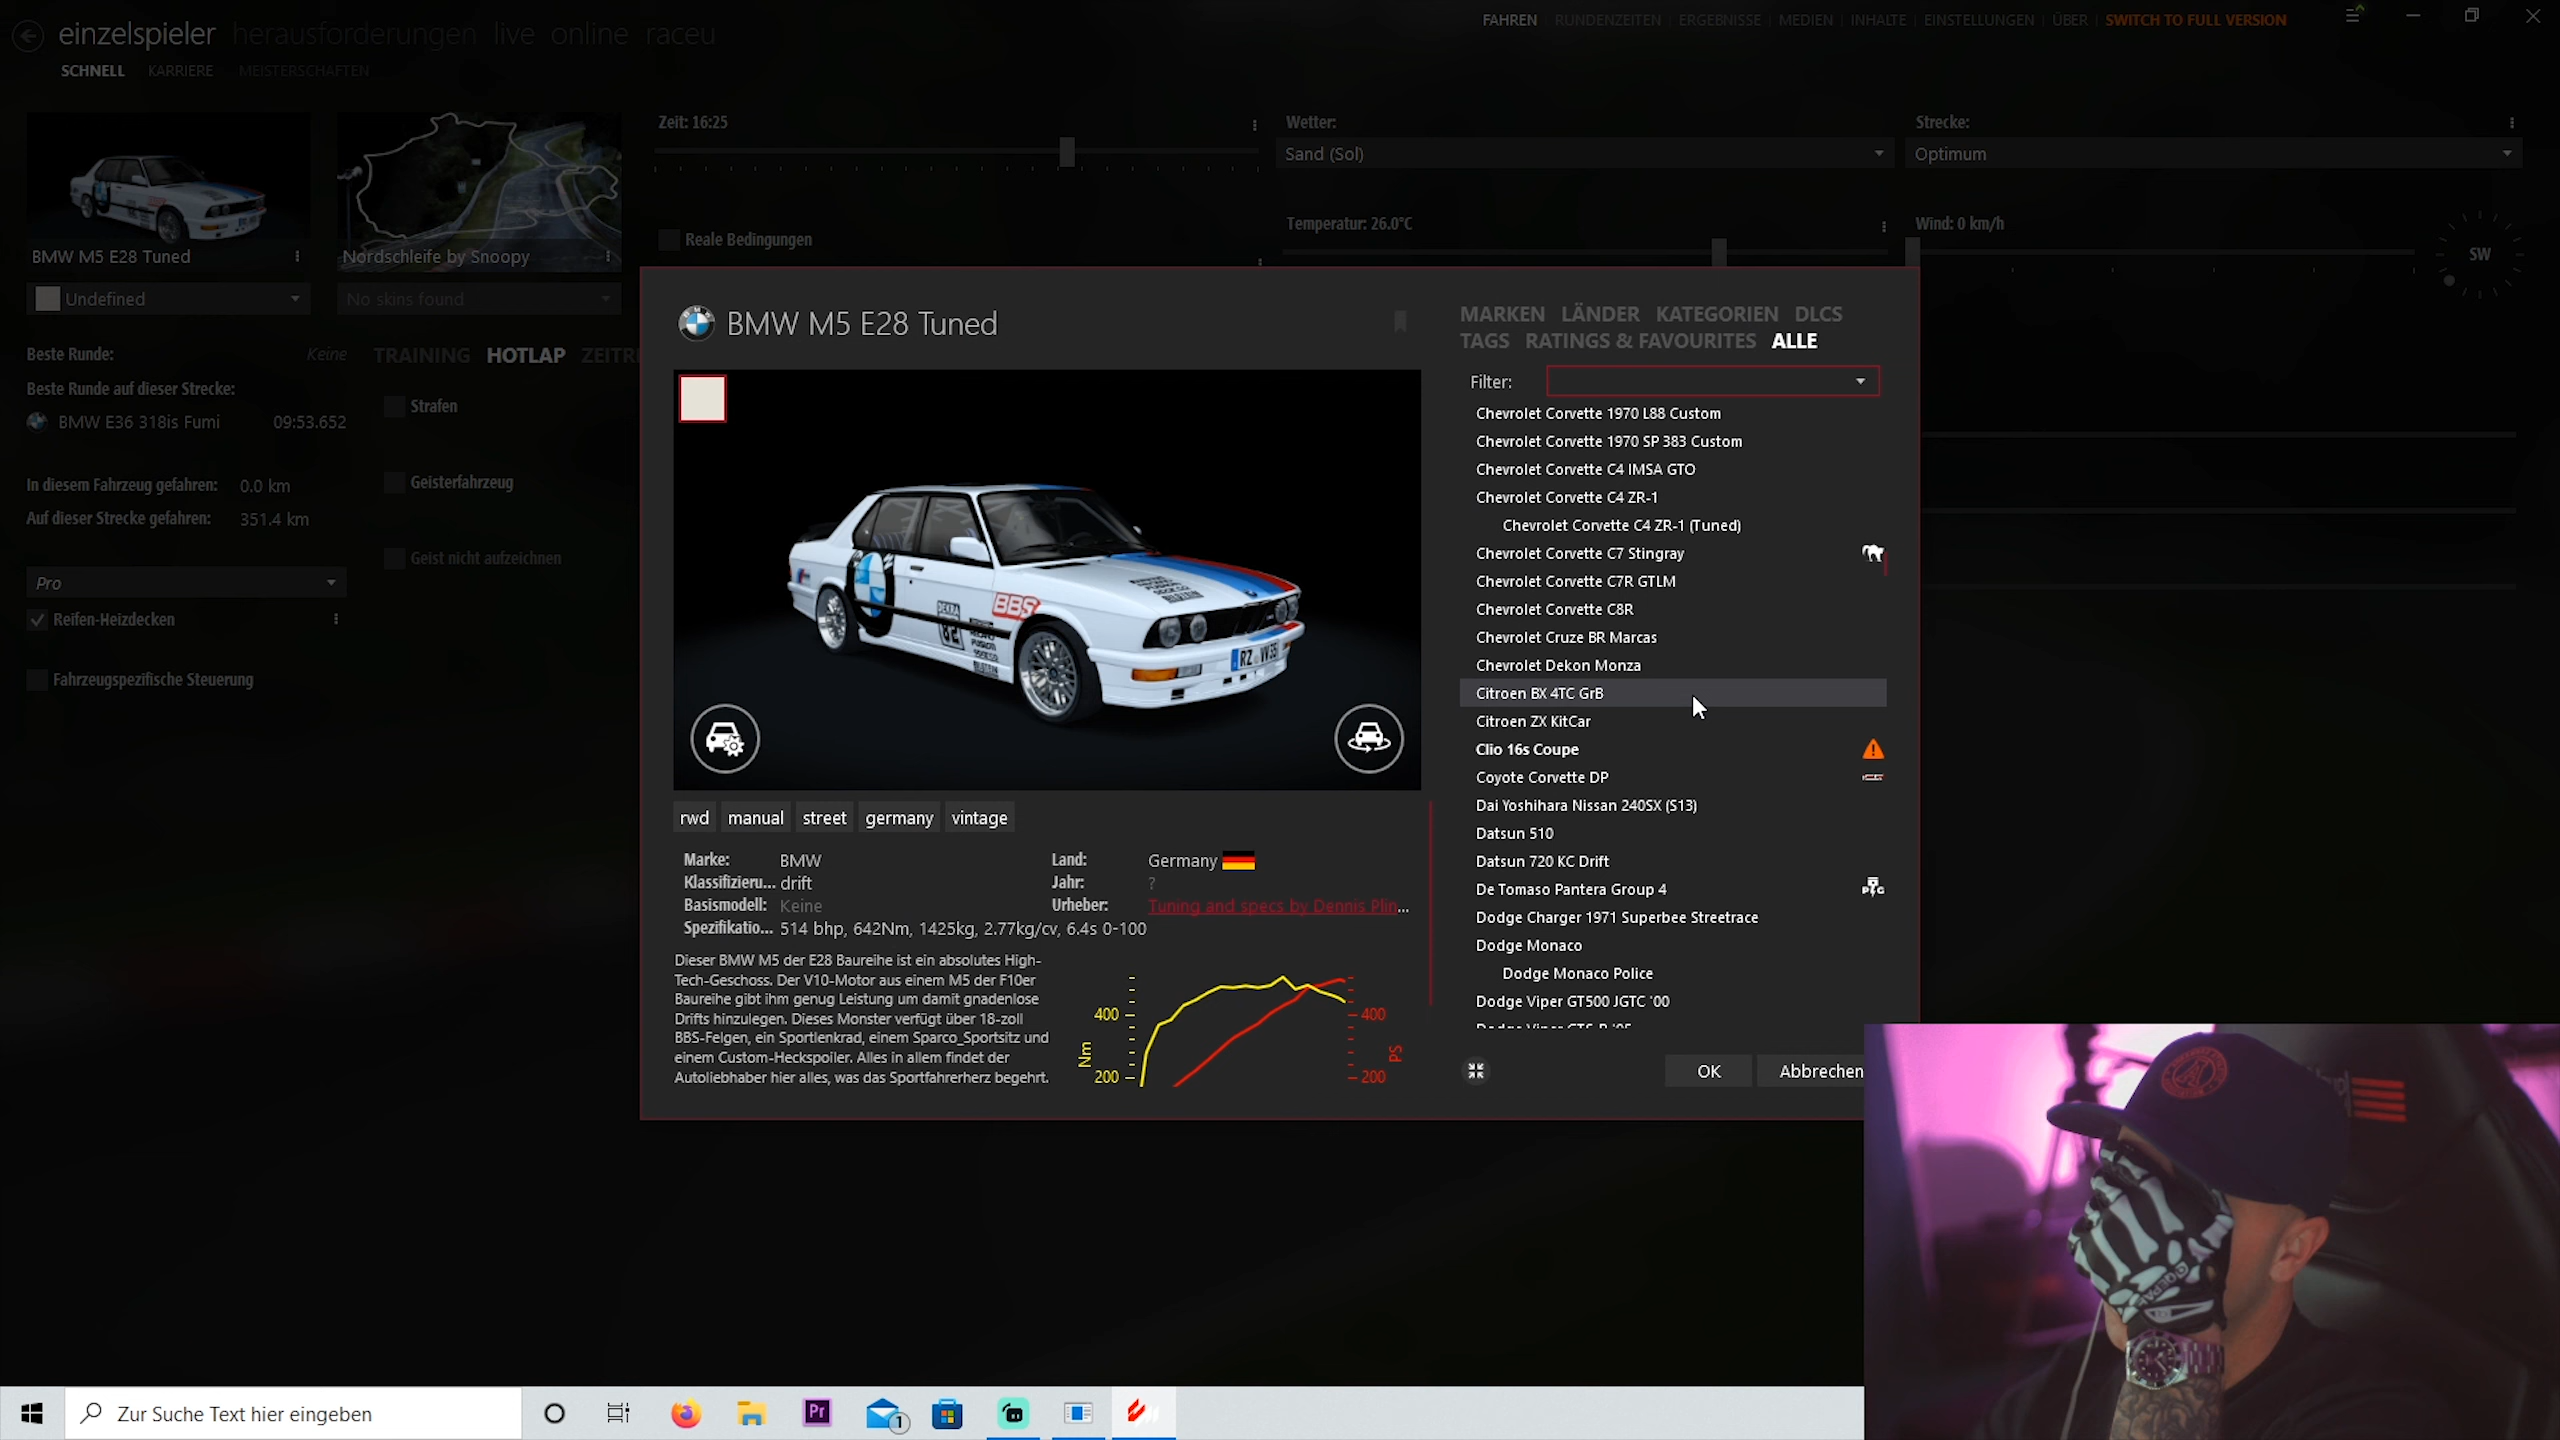 einzelspieler herausforderungen live online raceu
FAHREN RUNDENZEITEN ERGEBNISSE MEDIEN INHALTE EINSTELLUNGEN ÜBER SWITCH TO FULL VERSION
SCHNELL KARRIERE MEISTERSCHAFTEN
BMW M5 E28 Tuned
Nordschleife by Snoopy
Undefined
No skins found
Zeit: 16:25
Wetter:
Sand (Sol)
Strecke:
Optimum
Reale Bedingungen
Temperatur: 26.0°C
Wind: 0 km/h
SW
Beste Runde: Keine
Beste Runde auf dieser Strecke:
BMW E36 318is Fumi 09:53.652
In diesem Fahrzeug gefahren: 0.0 km
Auf dieser Strecke gefahren: 351.4 km
Pro
Reifen-Heizdecken
Fahrzeugspezifische Steuerung
TRAINING HOTLAP ZEITR
Strafen
Geisterfahrzeug
Geist nicht aufzeichnen
BMW M5 E28 Tuned
DEKRA
82
BBS
RZ VV 55
rwd manual street germany vintage
Marke: BMW
Land: Germany
Klassifizieru... drift
Jahr: ?
Basismodell: Keine
Urheber: Tuning and specs by Dennis Plin...
Spezifikatio... 514 bhp, 642Nm, 1425kg, 2.77kg/cv, 6.4s 0-100
Dieser BMW M5 der E28 Baureihe ist ein absolutes High-
Tech-Geschoss. Der V10-Motor aus einem M5 der F10er
Baureihe gibt ihm genug Leistung um damit gnadenlose
Drifts hinzulegen. Dieses Monster verfügt über 18-zoll
BBS-Felgen, ein Sportlenkrad, einem Sparco_Sportsitz und
einem Custom-Heckspoiler. Alles in allem findet der
Autoliebhaber hier alles, was das Sportfahrerherz begehrt.
400 400
Nm PS
200 200
MARKEN LÄNDER KATEGORIEN DLCS
TAGS RATINGS & FAVOURITES ALLE
Filter:
Chevrolet Corvette 1970 L88 Custom
Chevrolet Corvette 1970 SP 383 Custom
Chevrolet Corvette C4 IMSA GTO
Chevrolet Corvette C4 ZR-1
Chevrolet Corvette C4 ZR-1 (Tuned)
Chevrolet Corvette C7 Stingray
Chevrolet Corvette C7R GTLM
Chevrolet Corvette C8R
Chevrolet Cruze BR Marcas
Chevrolet Dekon Monza
Citroen BX 4TC GrB
Citroen ZX KitCar
Clio 16s Coupe
Coyote Corvette DP
Dai Yoshihara Nissan 240SX (S13)
Datsun 510
Datsun 720 KC Drift
De Tomaso Pantera Group 4
Dodge Charger 1971 Superbee Streetrace
Dodge Monaco
Dodge Monaco Police
Dodge Viper GT500 JGTC '00
Dodge Viper GTS-R '95
OK Abbrechen
Zur Suche Text hier eingeben
Pr
1